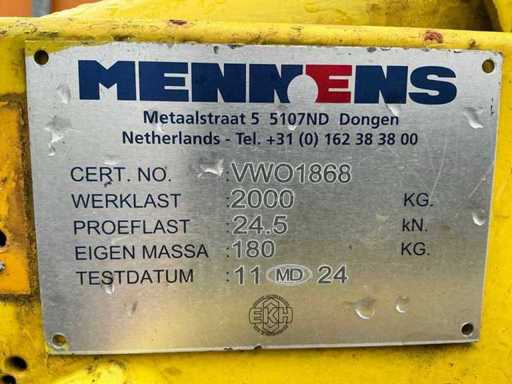 MENNENS
Metaalstraat 5 5107ND Dongen
Netherlands - Tel. +31 (0) 162 38 38 00
CERT. NO. :VWO1868
WERKLAST :2000 KG.
PROEFLAST :24.5 kN.
EIGEN MASSA :180 KG.
TESTDATUM :11 MD 24
EKH